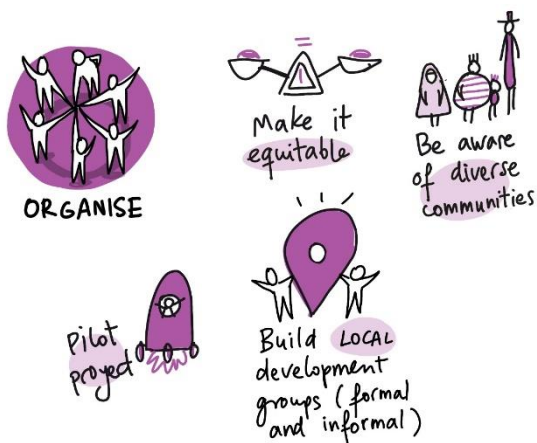 ORGANISE
Make it
equitable
Be aware
of diverse
communities
Pilot
project
Build LOCAL
development
groups (formal
and informal)